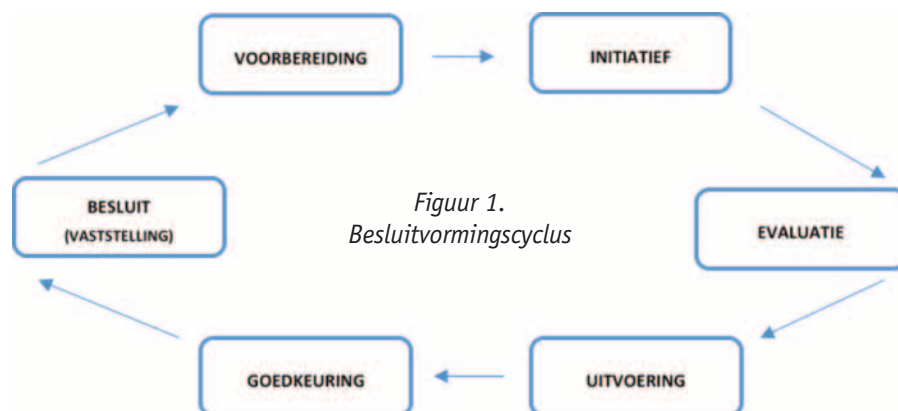 VOORBEREIDING
INITIATIEF
BESLUIT
(VASTSTELLING)
Figuur 1.
Besluitvormingscyclus
EVALUATIE
GOEDKEURING
UITVOERING